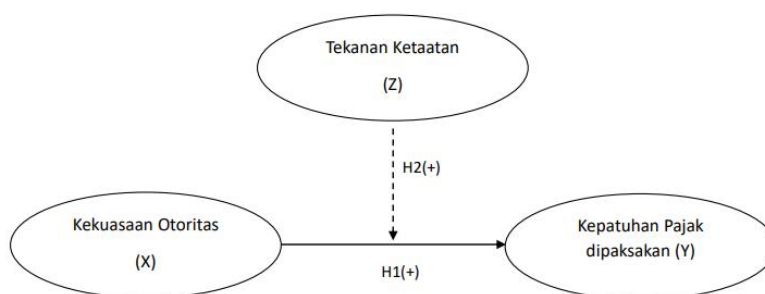 Tekanan Ketaatan
(Z)
H2(+)
Kekuasaan Otoritas
(X)
H1(+)
Kepatuhan Pajak
dipaksakan (Y)